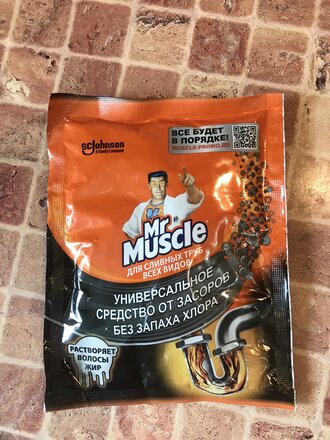 SC Johnson
A Family Company
ВСЕ БУДЕТ
В ПОРЯДКЕ!
MUSCLE-PROMO.RU
Mr
Muscle
ДЛЯ СЛИВНЫХ ТРУБ
ВСЕХ ВИДОВ
УНИВЕРСАЛЬНОЕ
СРЕДСТВО ОТ ЗАСОРОВ
БЕЗ ЗАПАХА ХЛОРА
РАСТВОРЯЕТ
ВОЛОСЫ
ЖИР